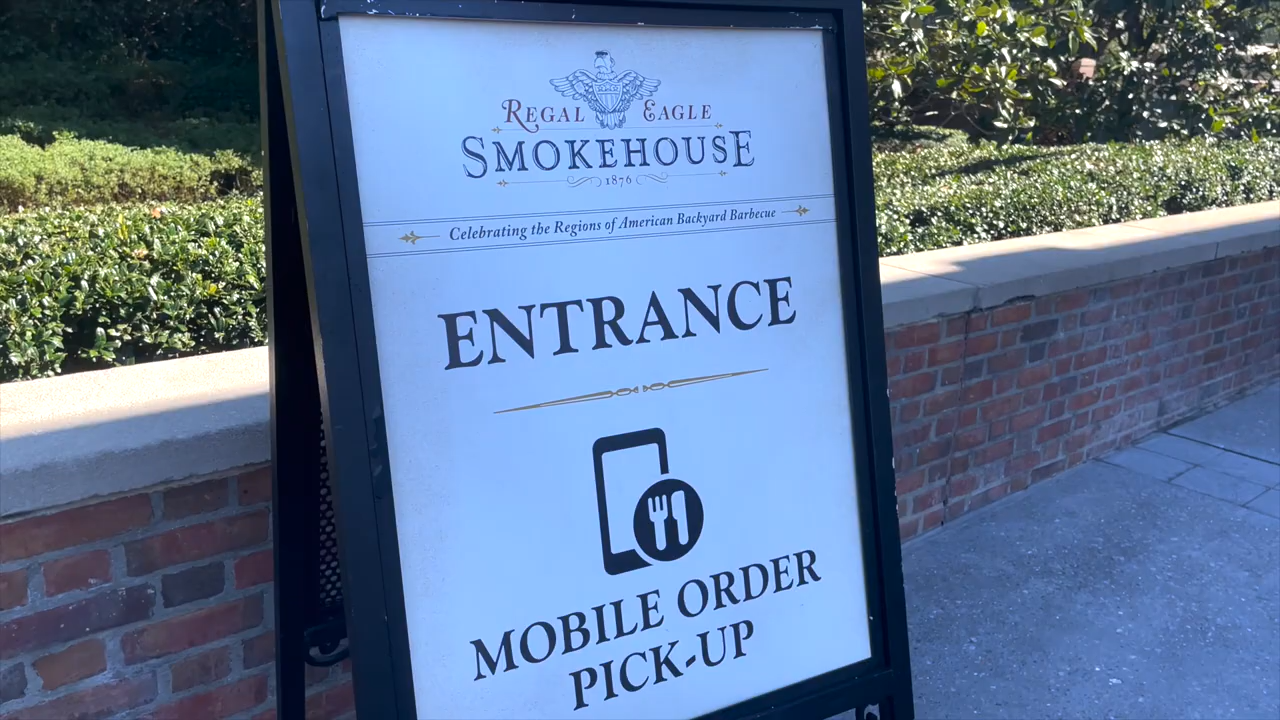 REGAL EAGLE
SMOKEHOUSE
1876
Celebrating the Regions of American Backyard Barbecue
ENTRANCE
MOBILE ORDER
PICK-UP